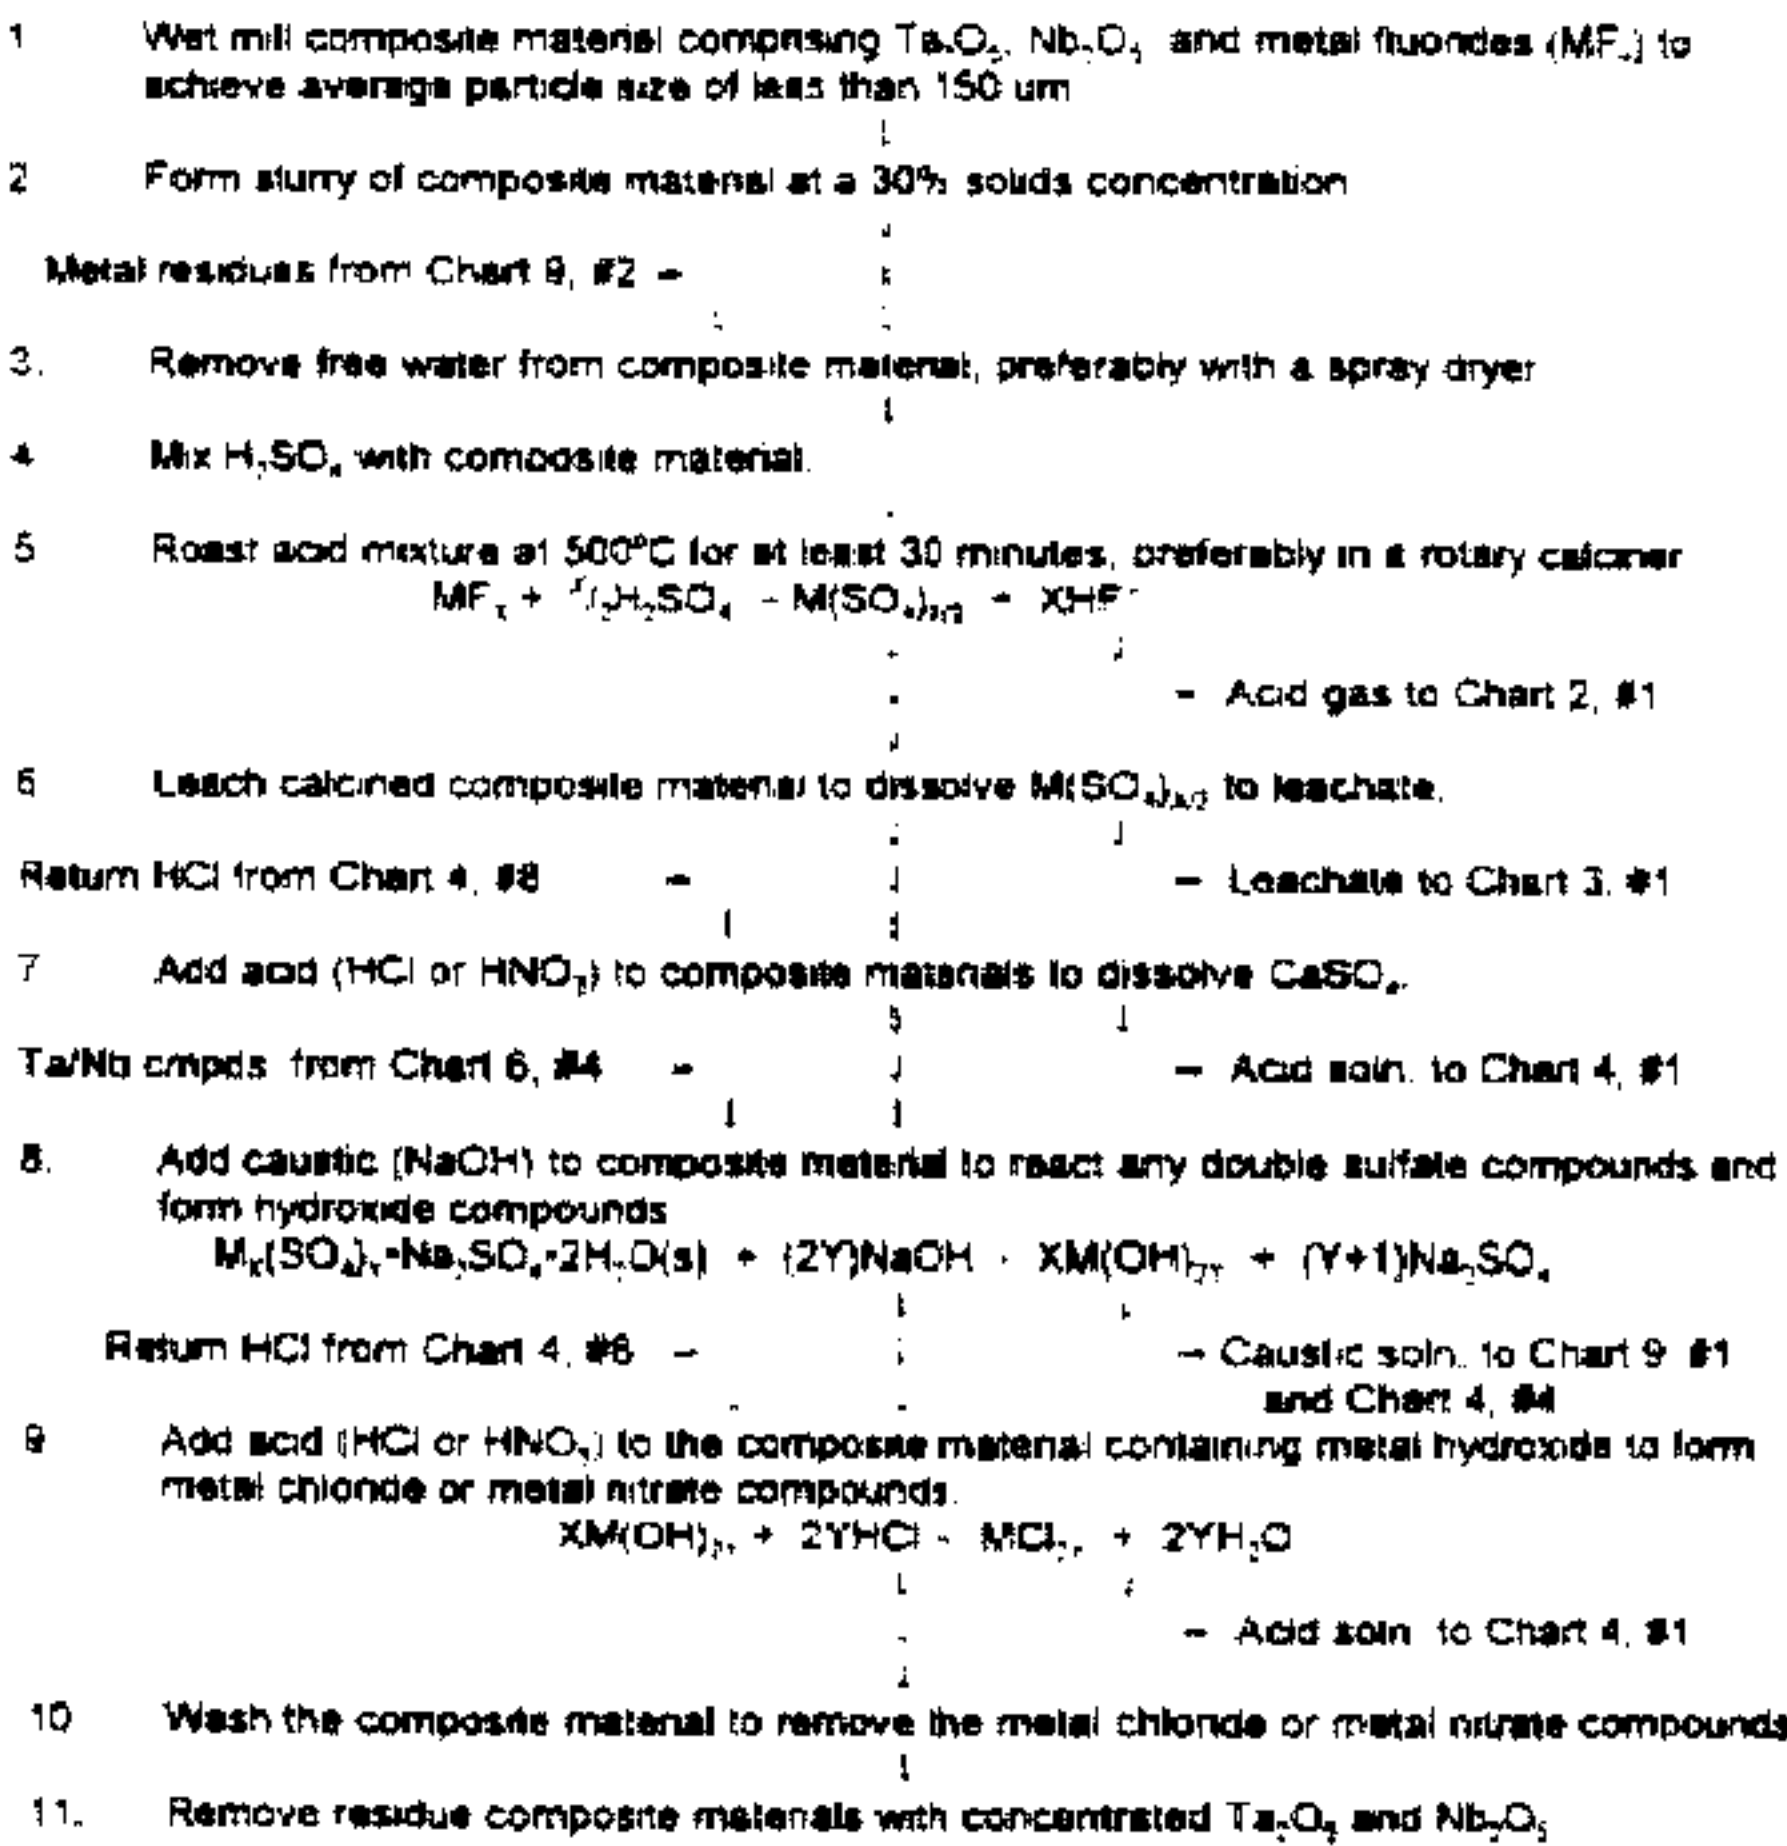 1 Wet mill composite material comprising Ta₂O₅, Nb₂O₅ and metal fluorides (MFₓ) to
achieve average particle size of less than 150 um
2 Form slurry of composite material at a 30% solids concentration
Metal residues from Chart 9, #2 →
3. Remove free water from composite material, preferably with a spray dryer
4 Mix H₂SO₄ with composite material.
5 Roast acid mixture at 500°C for at least 30 minutes, preferably in a rotary calciner
MFₓ + ˣ/₂H₂SO₄ → M(SO₄)ₓ/₂ + XHF↑
→ Acid gas to Chart 2, #1
6 Leach calcined composite material to dissolve M(SO₄)ₓ/₂ to leachate.
Return HCl from Chart 4, #8 →
→ Leachate to Chart 3, #1
7 Add acid (HCl or HNO₃) to composite materials to dissolve CaSO₄.
Ta/Nb cmpds from Chart 6, #4 →
→ Acid soln. to Chart 4, #1
8. Add caustic (NaOH) to composite material to react any double sulfate compounds and
form hydroxide compounds
Mₓ(SO₄)ᵧ•Na₂SO₄•2H₂O(s) + (2Y)NaOH → XM(OH)₂ᵧ + (Y+1)Na₂SO₄
Return HCl from Chart 4, #6 →
→ Caustic soln. to Chart 9 #1
and Chart 4, #4
9 Add acid (HCl or HNO₃) to the composite material containing metal hydroxide to form
metal chloride or metal nitrate compounds.
XM(OH)₂ᵧ + 2YHCl → MCl₂ᵧ + 2YH₂O
→ Acid soln to Chart 4, #1
10 Wash the composite material to remove the metal chloride or metal nitrate compounds
11. Remove residue composite materials with concentrated Ta₂O₅ and Nb₂O₅